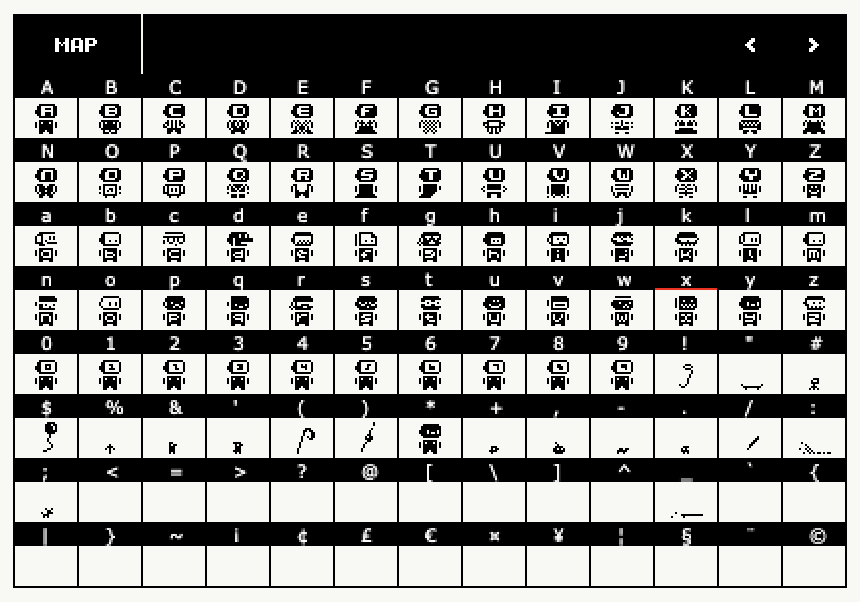 MAP < >
A B C D E F G H I J K L M
N O P Q R S T U V W X Y Z
a b c d e f g h i j k l m
n o p q r s t u v w x y z
0 1 2 3 4 5 6 7 8 9 ! " #
$ % & ' ( ) * + , - . / :
; < = > ? @ [ \ ] ^ _ ` {
| } ~ i ¢ £ € ¤ ¥ ¦ § ¨ ©